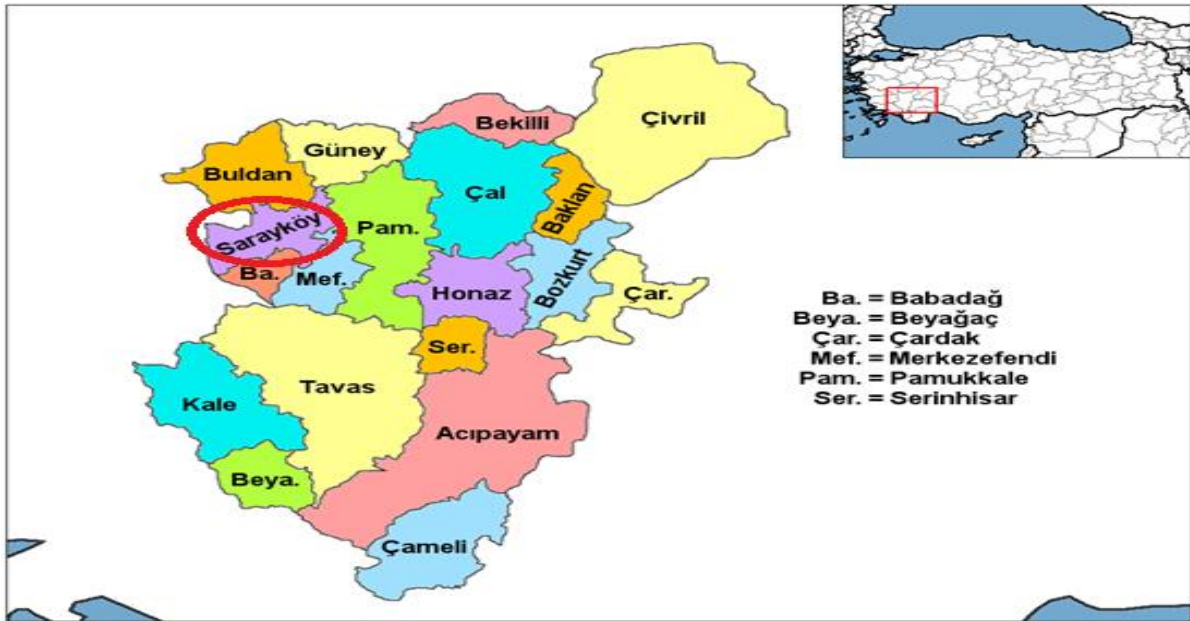 Çivril
Bekilli
Güney
Buldan
Çal
Baklan
Sarayköy
Pam.
Ba.
Mef.
Honaz
Bozkurt
Çar.
Ser.
Tavas
Kale
Acıpayam
Beya.
Çameli
Ba. = Babadağ
Beya. = Beyağaç
Çar. = Çardak
Mef. = Merkezefendi
Pam. = Pamukkale
Ser. = Serinhisar